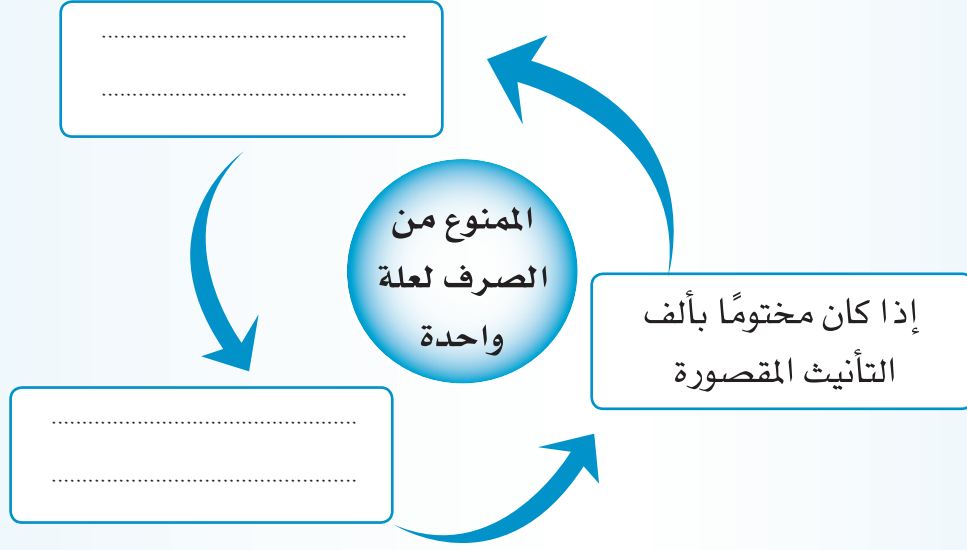 الممنوع من
الصرف لعلة
واحدة
إذا كان مختومًا بألف
التأنيث المقصورة